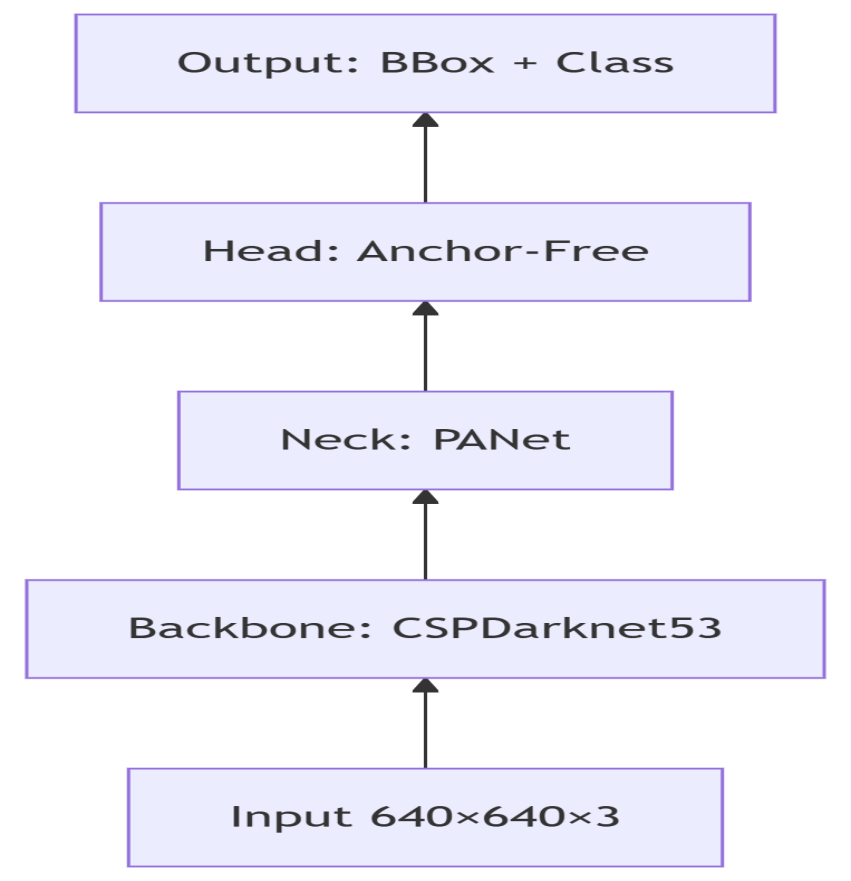 Output: BBox + Class
Head: Anchor-Free
Neck: PANet
Backbone: CSPDarknet53
Input 640×640×3